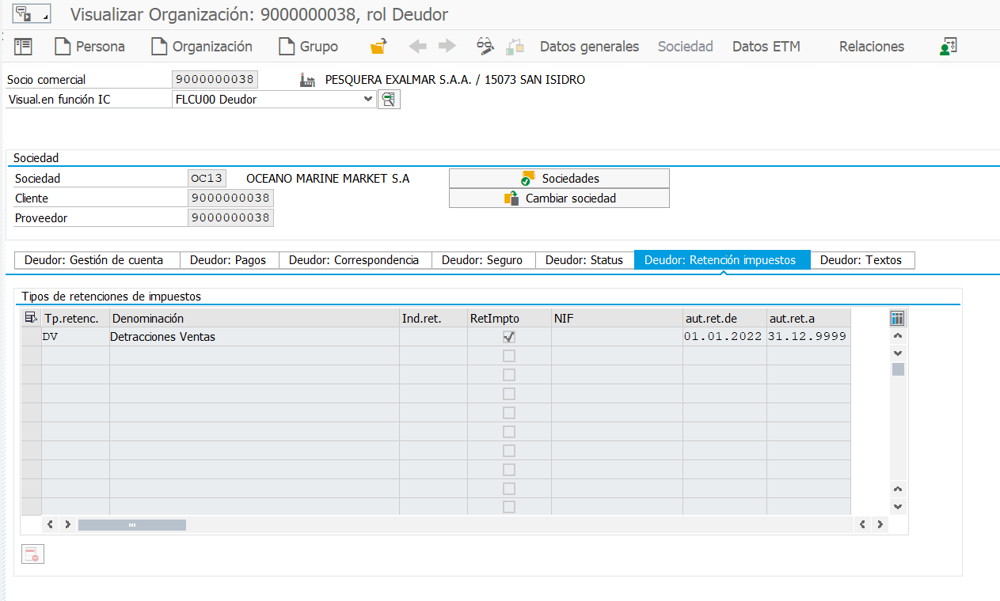 Visualizar Organización: 9000000038, rol Deudor
Persona Organización Grupo Datos generales Sociedad Datos ETM Relaciones
Socio comercial 9000000038 PESQUERA EXALMAR S.A.A. / 15073 SAN ISIDRO
Visual.en función IC FLCU00 Deudor
Sociedad
Sociedad OC13 OCEANO MARINE MARKET S.A Sociedades
Cliente 9000000038 Cambiar sociedad
Proveedor 9000000038
Deudor: Gestión de cuenta Deudor: Pagos Deudor: Correspondencia Deudor: Seguro Deudor: Status Deudor: Retención impuestos Deudor: Textos
Tipos de retenciones de impuestos
Tp.retenc. Denominación Ind.ret. RetImpto NIF aut.ret.de aut.ret.a
DV Detracciones Ventas 01.01.2022 31.12.9999